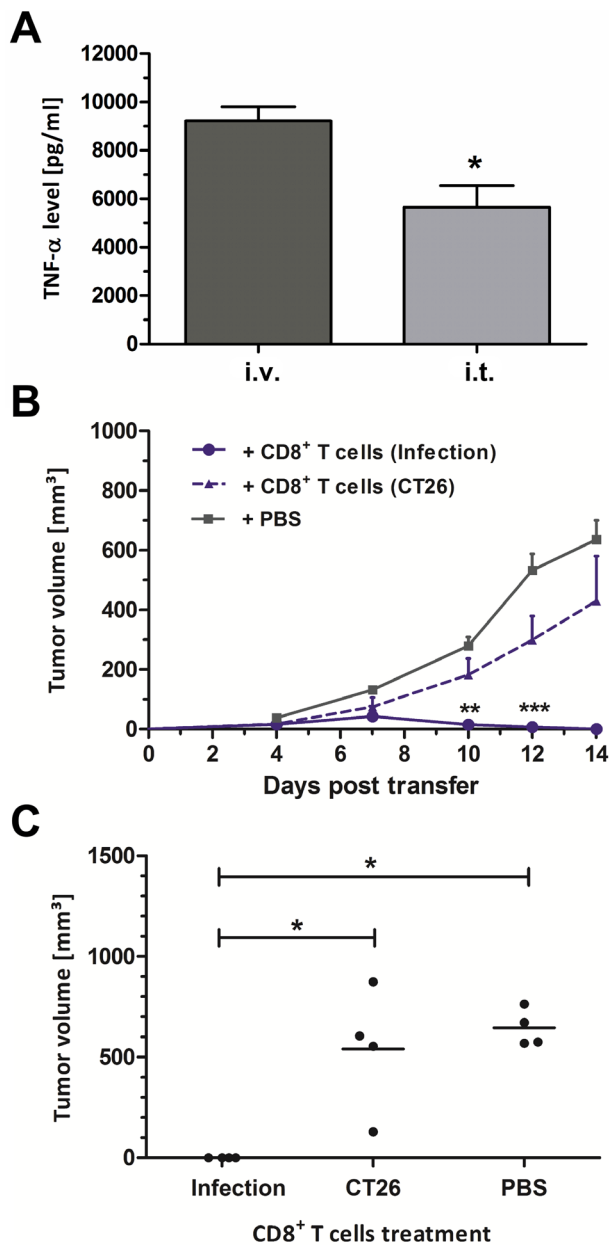 A
TNF-α level [pg/ml]
12000
10000
8000
6000
4000
2000
0
*
i.v.
i.t.
B
Tumor volume [mm³]
1000
800
600
400
200
0
+ CD8⁺ T cells (Infection)
+ CD8⁺ T cells (CT26)
+ PBS
** ***
0 2 4 6 8 10 12 14
Days post transfer
C
Tumor volume [mm³]
1500
1000
500
0
*
*
Infection CT26 PBS
CD8⁺ T cells treatment